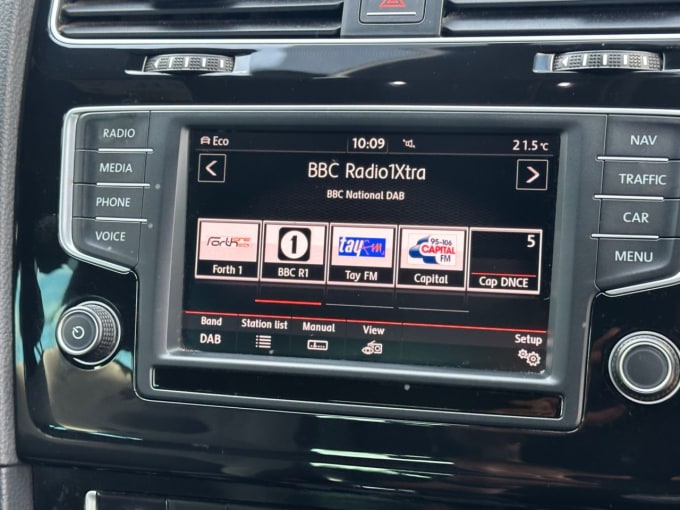 RADIO
MEDIA
PHONE
VOICE
NAV
TRAFFIC
CAR
MENU
Eco 10:09 21.5 °C
BBC Radio1Xtra
BBC National DAB
Forth
1
tay fm
95-106
CAPITAL
FM
5
Forth 1 BBC R1 Tay FM Capital Cap DNCE
Band Station list Manual View Setup
DAB